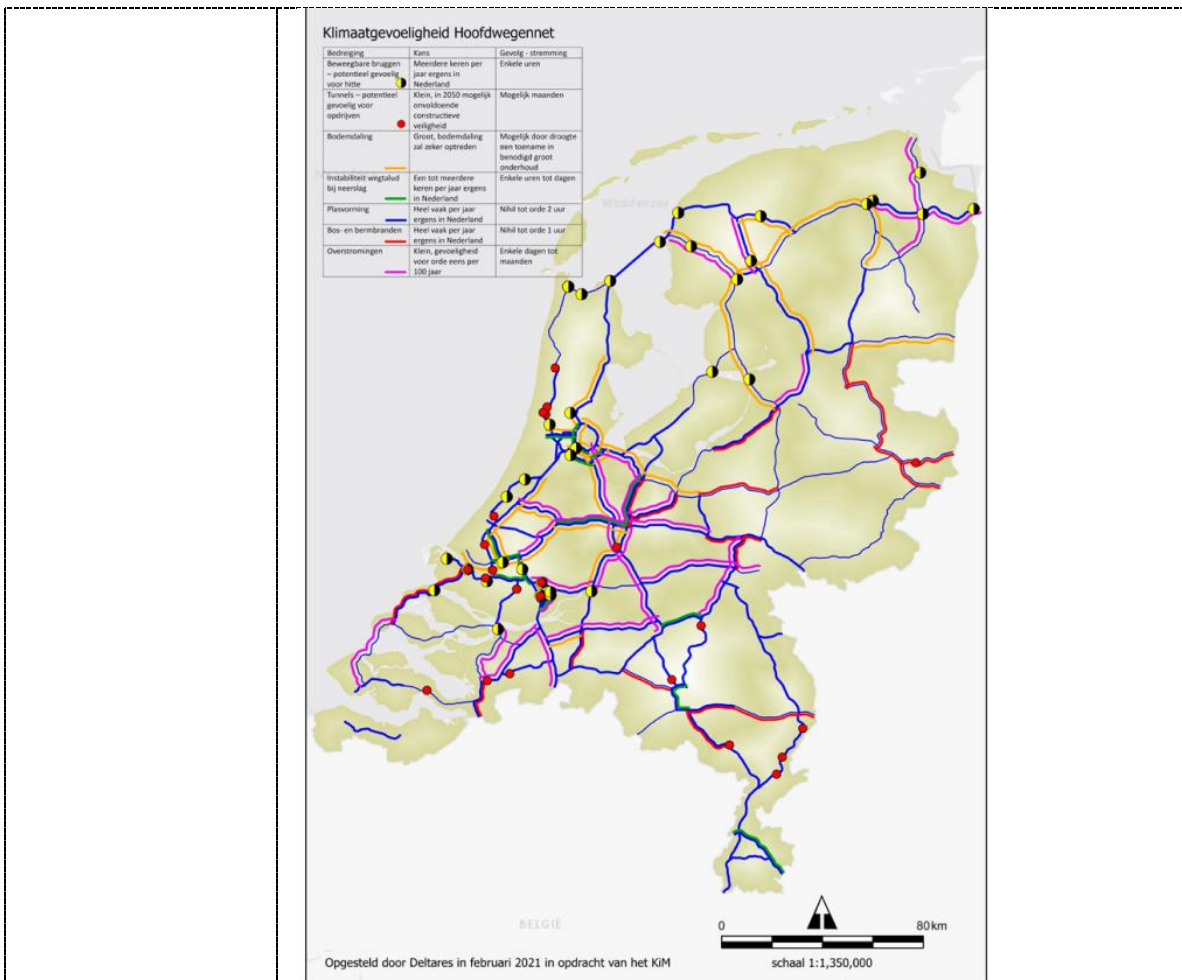 Klimaatgevoeligheid Hoofdwegennet
Bedreiging Kans Gevolg - stremming
Beweegbare bruggen Meerdere keren per Enkele uren
– potentieel gevoelig jaar ergens in
voor hitte Nederland
Tunnels – potentieel Klein, in 2050 mogelijk Mogelijk maanden
gevoelig voor onvoldoende
opdrijven constructieve
veiligheid
Bodemdaling Groot, bodemdaling Mogelijk door droogte
zal zeker optreden een toename in
benodigd groot
onderhoud
Instabiliteit wegtalud Een tot meerdere Enkele uren tot dagen
bij neerslag keren per jaar ergens
in Nederland
Plasvorming Heel vaak per jaar Nihil tot orde 2 uur
ergens in Nederland
Bos- en bermbranden Heel vaak per jaar Nihil tot orde 1 uur
ergens in Nederland
Overstromingen Klein, gevoeligheid Enkele dagen tot
voor orde eens per maanden
100 jaar
Waddenzee
BELGIË
0 80 km
Opgesteld door Deltares in februari 2021 in opdracht van het KiM schaal 1:1,350,000